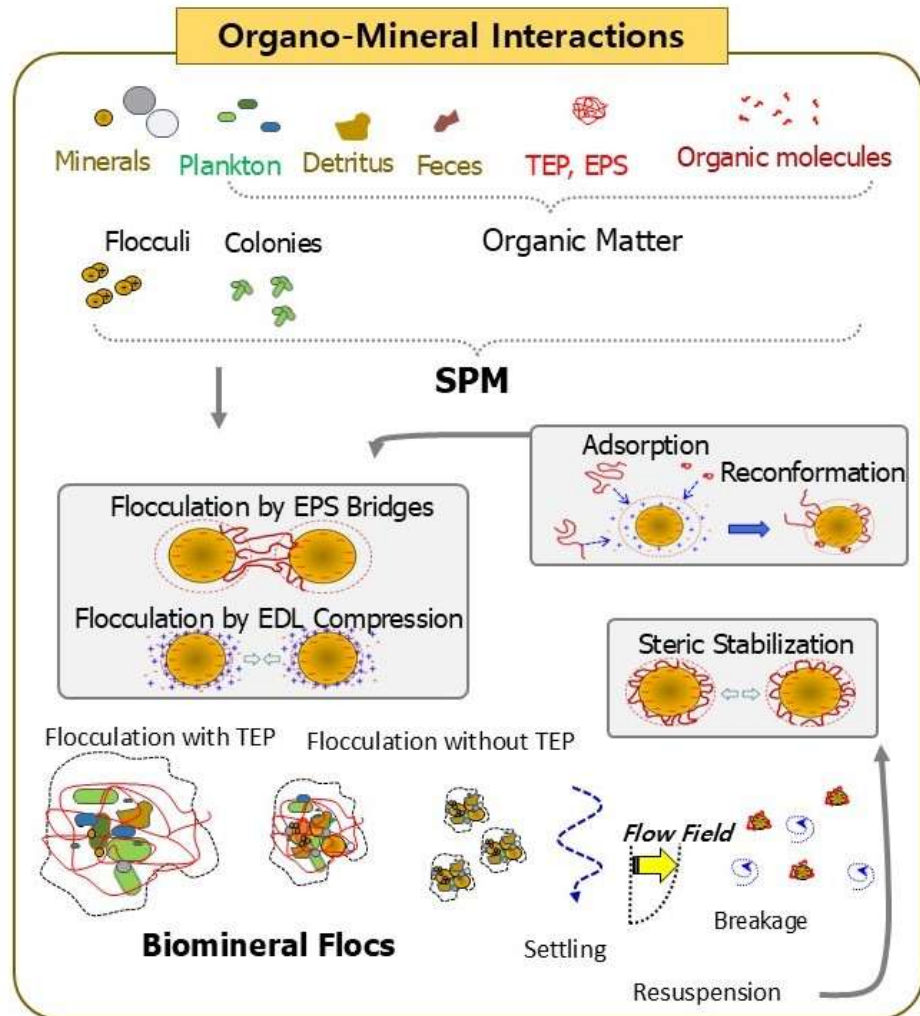 Organo-Mineral Interactions
Minerals
Plankton
Detritus
Feces
TEP, EPS
Organic molecules
Flocculi
Colonies
Organic Matter
SPM
Adsorption
Reconformation
Flocculation by EPS Bridges
Flocculation by EDL Compression
Steric Stabilization
Flocculation with TEP
Flocculation without TEP
Flow Field
Biomineral Flocs
Settling
Breakage
Resuspension